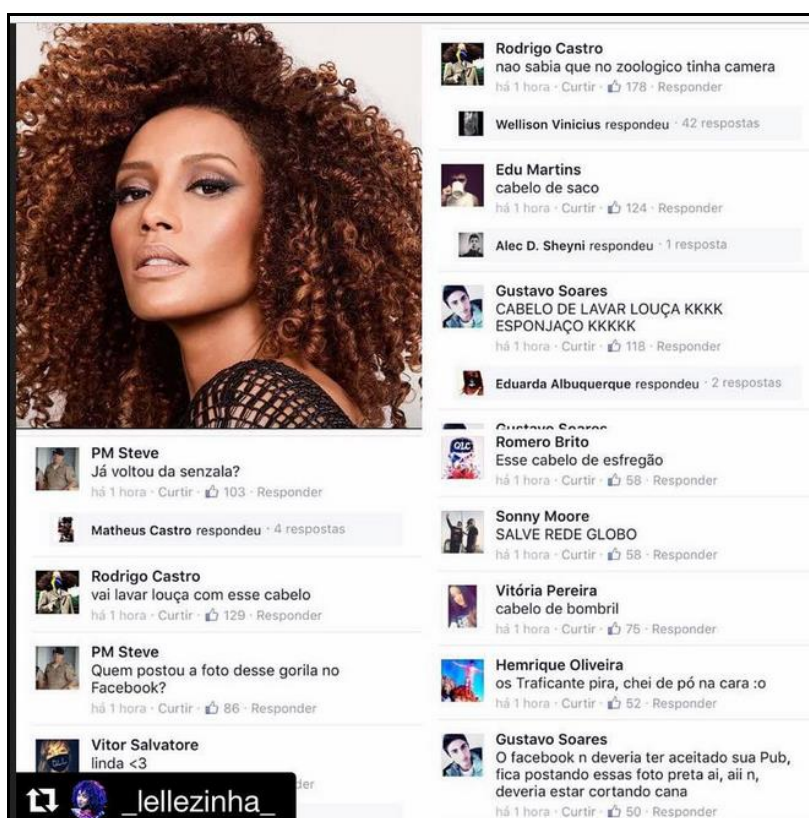 PM Steve
Já voltou da senzala?
há 1 hora · Curtir · 103 · Responder
Matheus Castro respondeu · 4 respostas
Rodrigo Castro
vai lavar louça com esse cabelo
há 1 hora · Curtir · 129 · Responder
PM Steve
Quem postou a foto desse gorila no
Facebook?
há 1 hora · Curtir · 86 · Responder
Vitor Salvatore
linda <3
_lellezinha_
Rodrigo Castro
nao sabia que no zoologico tinha camera
há 1 hora · Curtir · 178 · Responder
Wellison Vinicius respondeu · 42 respostas
Edu Martins
cabelo de saco
há 1 hora · Curtir · 124 · Responder
Alec D. Sheyni respondeu · 1 resposta
Gustavo Soares
CABELO DE LAVAR LOUÇA KKKK
ESPONJAÇO KKKKK
há 1 hora · Curtir · 118 · Responder
Eduarda Albuquerque respondeu · 2 respostas
Gustavo Soares
Romero Brito
Esse cabelo de esfregão
há 1 hora · Curtir · 58 · Responder
Sonny Moore
SALVE REDE GLOBO
há 1 hora · Curtir · 58 · Responder
Vitória Pereira
cabelo de bombril
há 1 hora · Curtir · 75 · Responder
Hemrique Oliveira
os Traficante pira, chei de pó na cara :o
há 1 hora · Curtir · 52 · Responder
Gustavo Soares
O facebook n deveria ter aceitado sua Pub,
fica postando essas foto preta ai, aii n,
deveria estar cortando cana
há 1 hora · Curtir · 50 · Responder